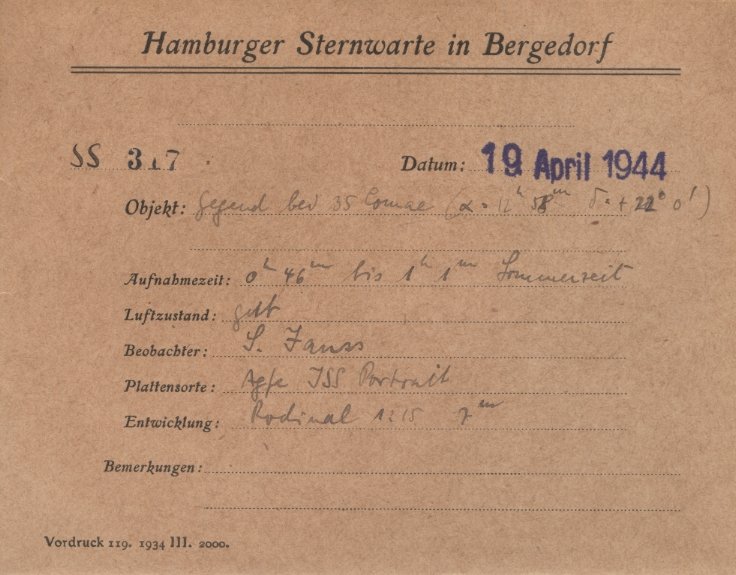 Hamburger Sternwarte in Bergedorf
SS 317
Datum: 19 April 1944
Objekt: Gegend bei 35 Comae (α = 12ʰ 58ᵐ δ = +22° 0')
Aufnahmezeit: 0ʰ 46ᵐ bis 1ʰ 1ᵐ Sommerzeit
Luftzustand: gut
Beobachter: S.
Plattensorte: Agfa ISS Portrait
Entwicklung: Rodinal 1:15 7ᵐ
Bemerkungen:
Vordruck 119. 1934 III. 2000.